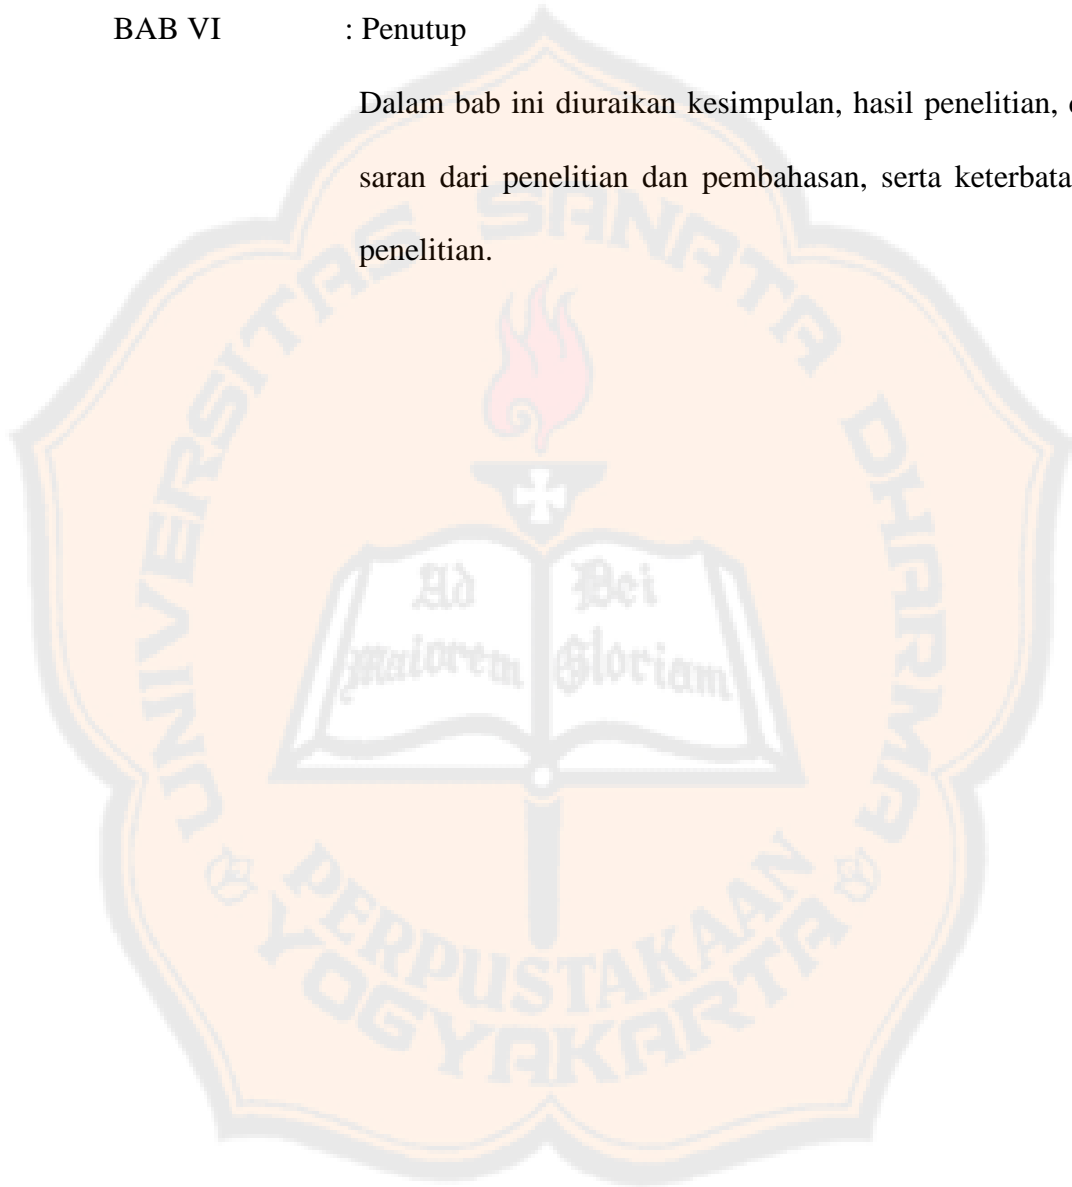 BAB VI : Penutup
Dalam bab ini diuraikan kesimpulan, hasil penelitian,
saran dari penelitian dan pembahasan, serta
penelitian.
UNIVERSITAS SANATA DHARMA
Ad Dei
Maiorem Gloriam
PERPUSTAKAAN
YOGYAKARTA